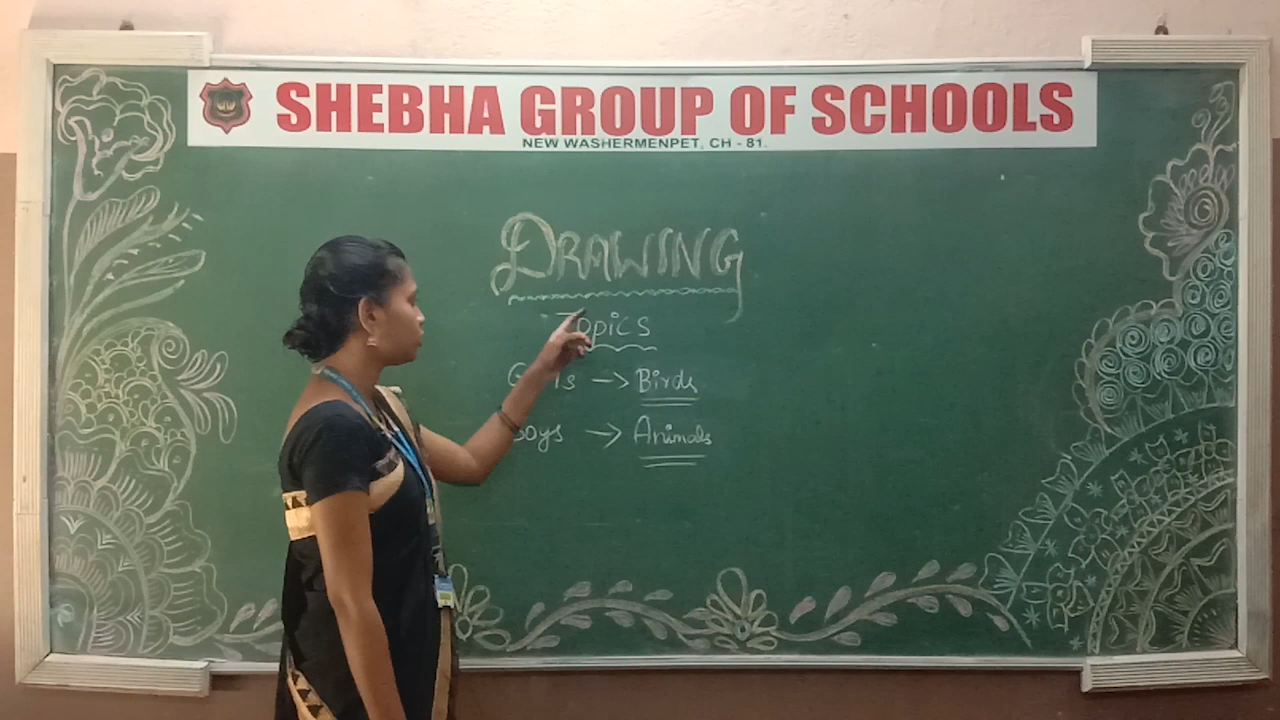 SHEBHA GROUP OF SCHOOLS
NEW WASHERMENPET, CH - 81.
DRAWING
Topics
→ Birds
→ Animals